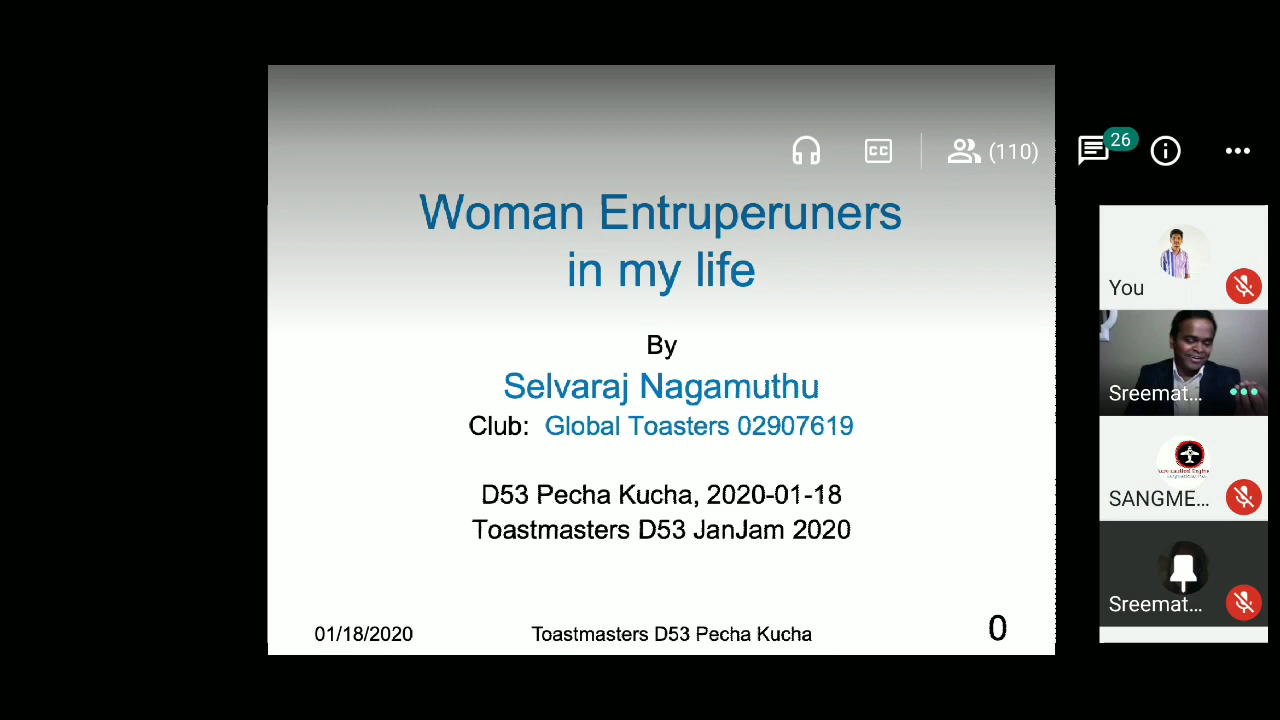 CC
(110)
26
Woman Entruperuners
in my life
By
Selvaraj Nagamuthu
Club: Global Toasters 02907619
D53 Pecha Kucha, 2020-01-18
Toastmasters D53 JanJam 2020
01/18/2020
Toastmasters D53 Pecha Kucha
0
You
Sreemat...
SANGME...
Sreemat...